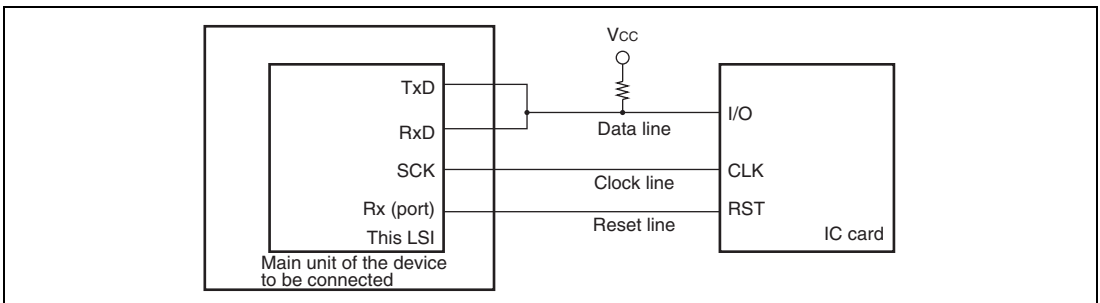 Vcc
TxD
I/O
Data line
RxD
SCK
CLK
Clock line
Rx (port)
RST
Reset line
This LSI
IC card
Main unit of the device
to be connected